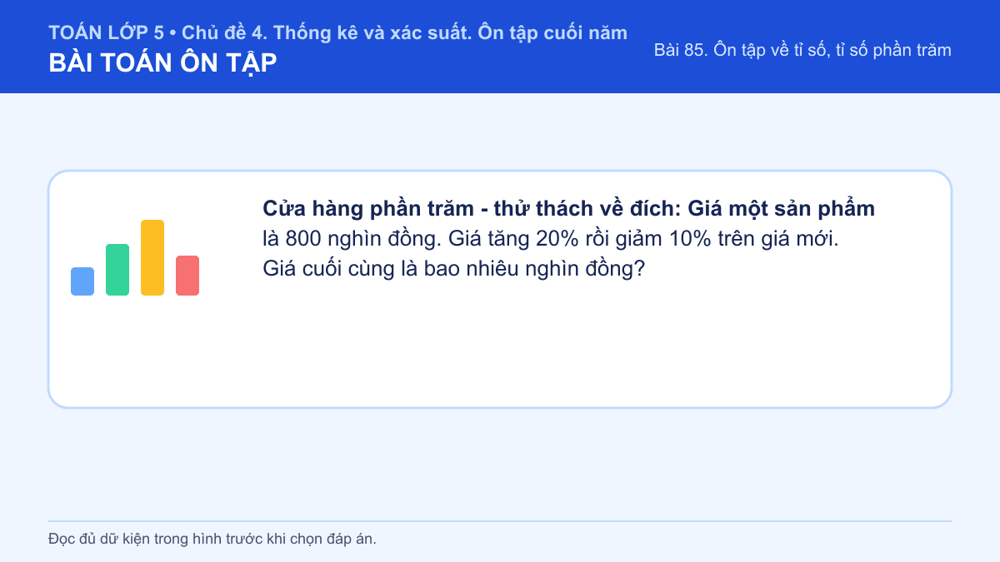 TOÁN LỚP 5 • Chủ đề 4. Thống kê và xác suất. Ôn tập cuối năm
BÀI TOÁN ÔN TẬP
Bài 85. Ôn tập về tỉ số, tỉ số phần trăm
Cửa hàng phần trăm - thử thách về đích: Giá một sản phẩm
là 800 nghìn đồng. Giá tăng 20% rồi giảm 10% trên giá mới.
Giá cuối cùng là bao nhiêu nghìn đồng?
Đọc đủ dữ kiện trong hình trước khi chọn đáp án.